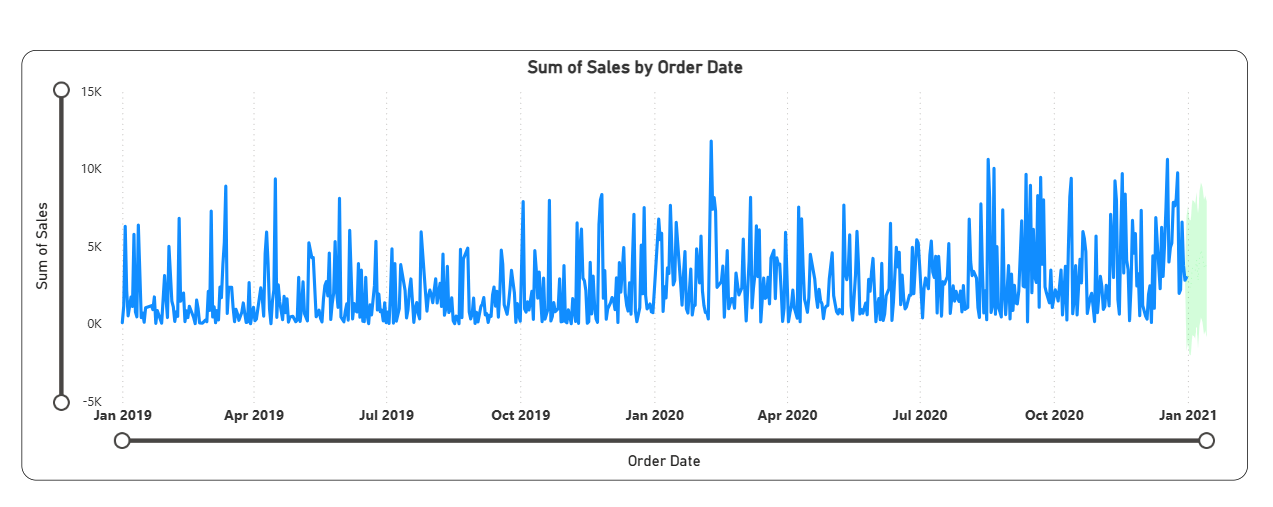 Sum of Sales by Order Date
15K
10K
5K
0K
-5K
Sum of Sales
Jan 2019 Apr 2019 Jul 2019 Oct 2019 Jan 2020 Apr 2020 Jul 2020 Oct 2020 Jan 2021
Order Date